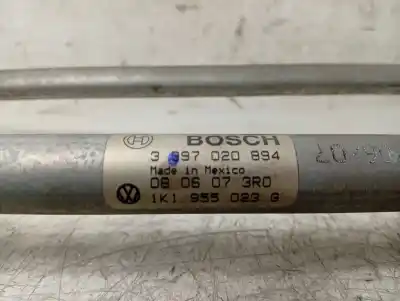 BOSCH
3 397 020 894
Made in Mexico
08 06 07 3R0
1K1 955 023 G